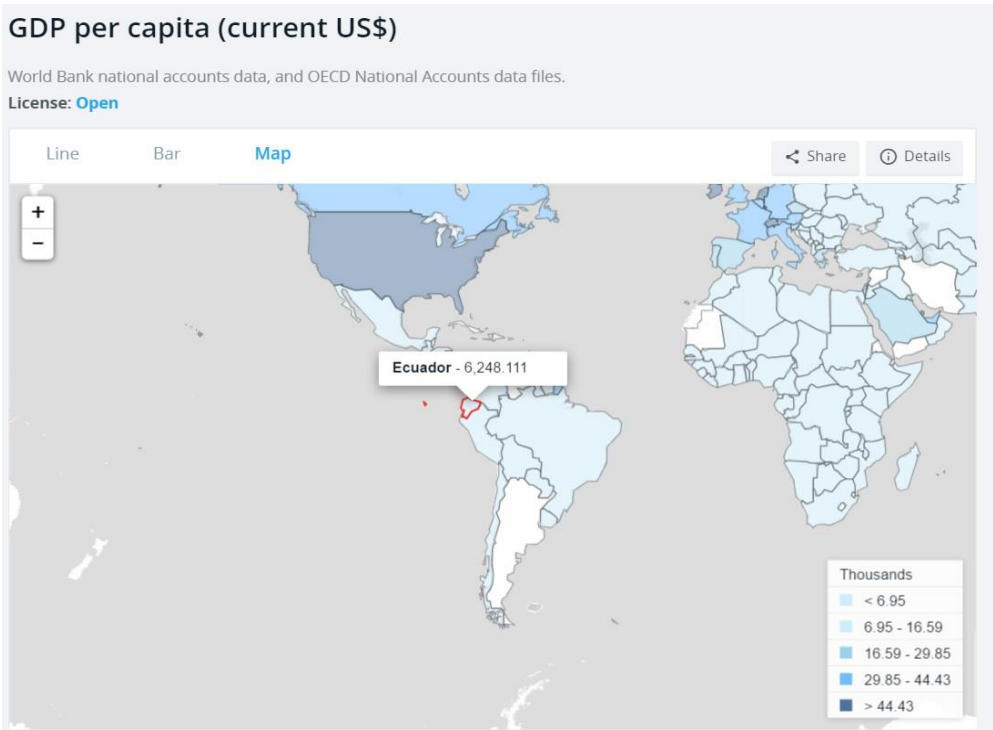 GDP per capita (current US$)
World Bank national accounts data, and OECD National Accounts data files.
License: Open
Line Bar Map Share Details
+
−
Ecuador - 6,248.111
Thousands
< 6.95
6.95 - 16.59
16.59 - 29.85
29.85 - 44.43
> 44.43